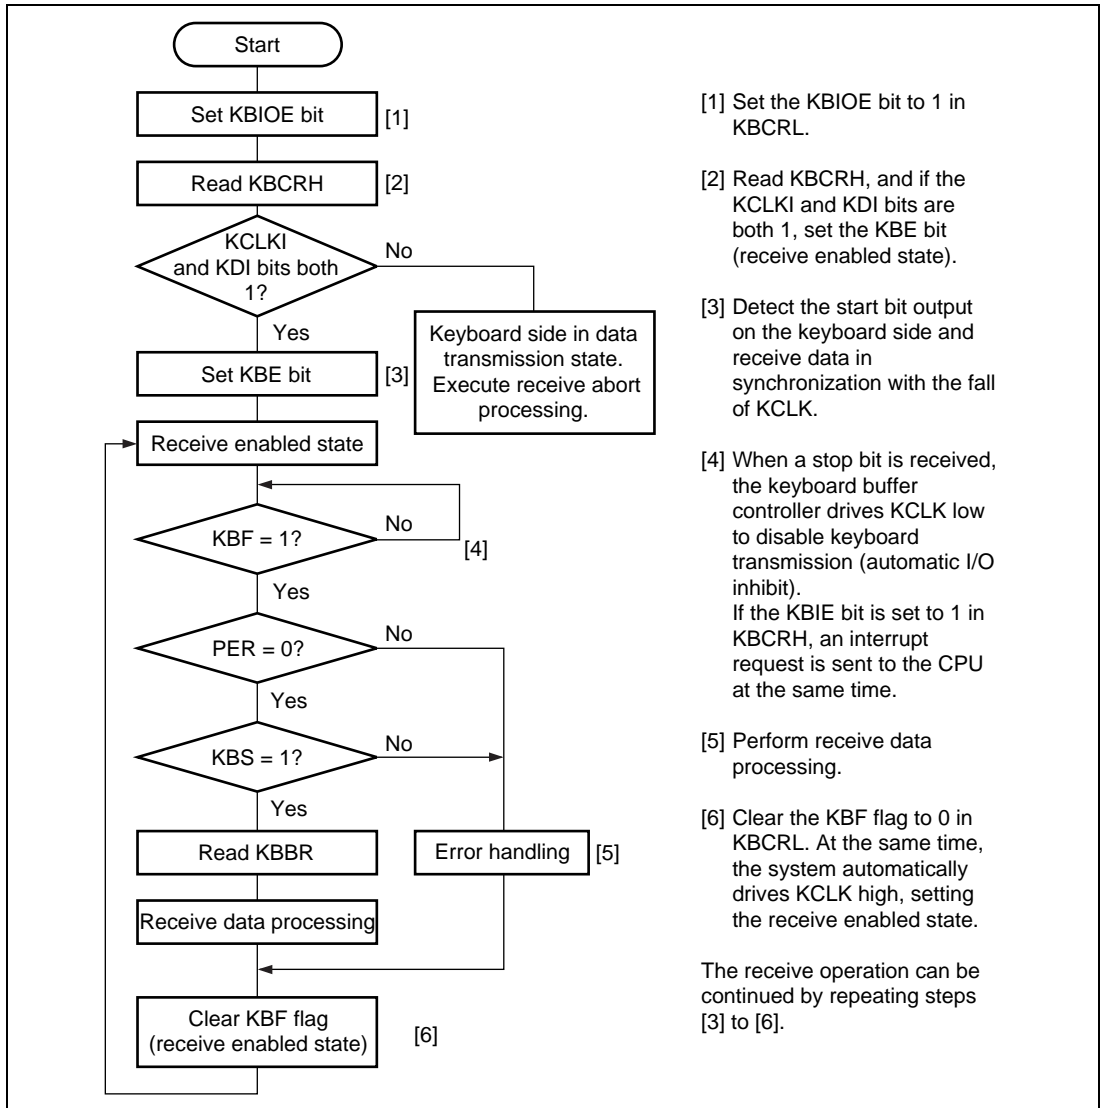 Start
Set KBIOE bit
[1]
Read KBCRH
[2]
KCLKI
and KDI bits both
1?
No
Yes
Keyboard side in data
transmission state.
Execute receive abort
processing.
Set KBE bit
[3]
Receive enabled state
KBF = 1?
No
[4]
Yes
PER = 0?
No
Yes
KBS = 1?
No
Yes
Read KBBR
Error handling
[5]
Receive data processing
Clear KBF flag
(receive enabled state)
[6]
[1] Set the KBIOE bit to 1 in
KBCRL.
[2] Read KBCRH, and if the
KCLKI and KDI bits are
both 1, set the KBE bit
(receive enabled state).
[3] Detect the start bit output
on the keyboard side and
receive data in
synchronization with the fall
of KCLK.
[4] When a stop bit is received,
the keyboard buffer
controller drives KCLK low
to disable keyboard
transmission (automatic I/O
inhibit).
If the KBIE bit is set to 1 in
KBCRH, an interrupt
request is sent to the CPU
at the same time.
[5] Perform receive data
processing.
[6] Clear the KBF flag to 0 in
KBCRL. At the same time,
the system automatically
drives KCLK high, setting
the receive enabled state.
The receive operation can be
continued by repeating steps
[3] to [6].